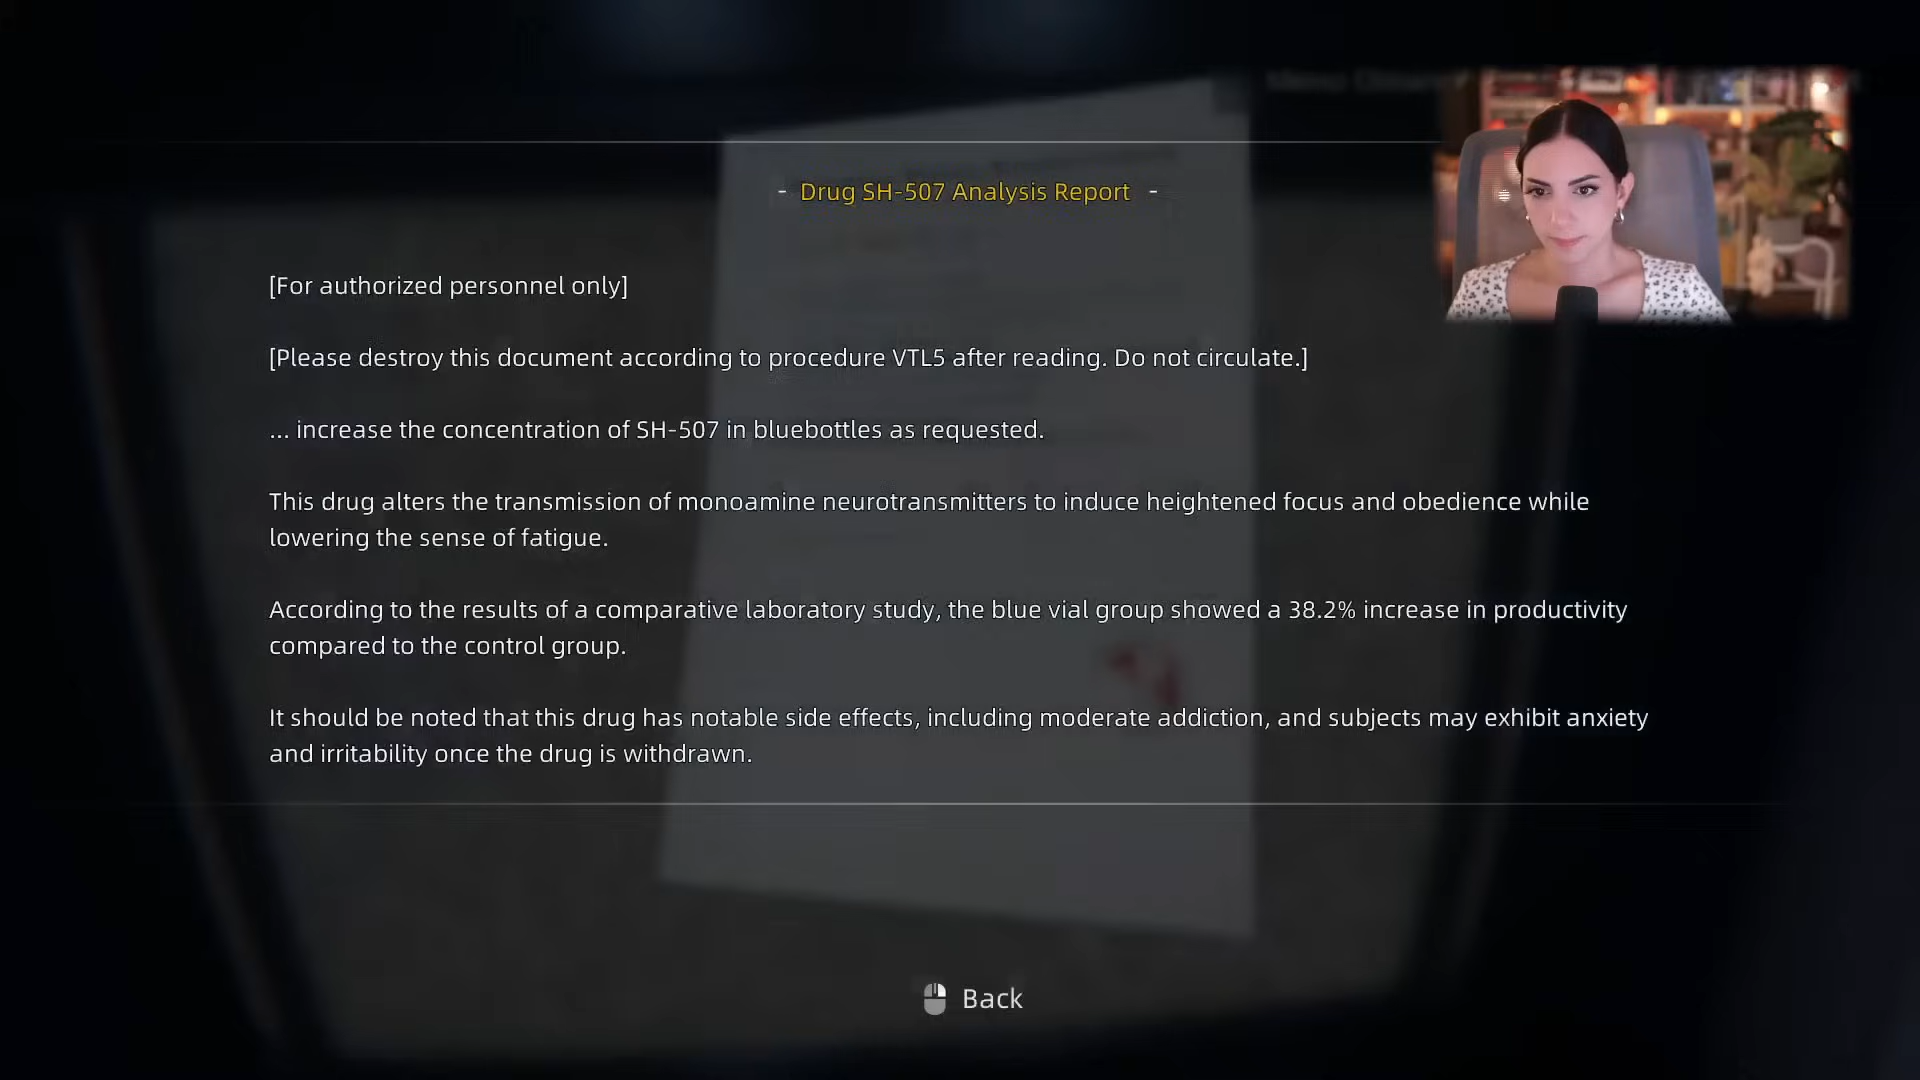 - Drug SH-507 Analysis Report -
[For authorized personnel only]
[Please destroy this document according to procedure VTL5 after reading. Do not circulate.]
... increase the concentration of SH-507 in bluebottles as requested.
This drug alters the transmission of monoamine neurotransmitters to induce heightened focus and obedience while
lowering the sense of fatigue.
According to the results of a comparative laboratory study, the blue vial group showed a 38.2% increase in productivity
compared to the control group.
It should be noted that this drug has notable side effects, including moderate addiction, and subjects may exhibit anxiety
and irritability once the drug is withdrawn.
Back